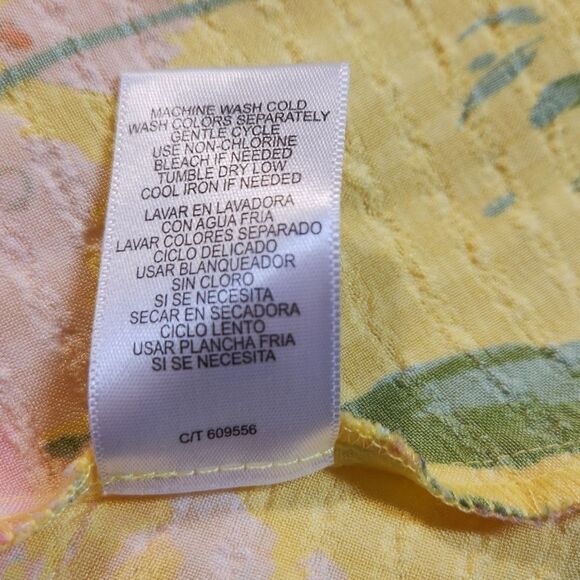 MACHINE WASH COLD
WASH COLORS SEPARATELY
GENTLE CYCLE
USE NON-CHLORINE
BLEACH IF NEEDED
TUMBLE DRY LOW
COOL IRON IF NEEDED
LAVAR EN LAVADORA
CON AGUA FRIA
LAVAR COLORES SEPARADO
CICLO DELICADO
USAR BLANQUEADOR
SIN CLORO
SI SE NECESITA
SECAR EN SECADORA
CICLO LENTO
USAR PLANCHA FRIA
SI SE NECESITA
C/T 609556